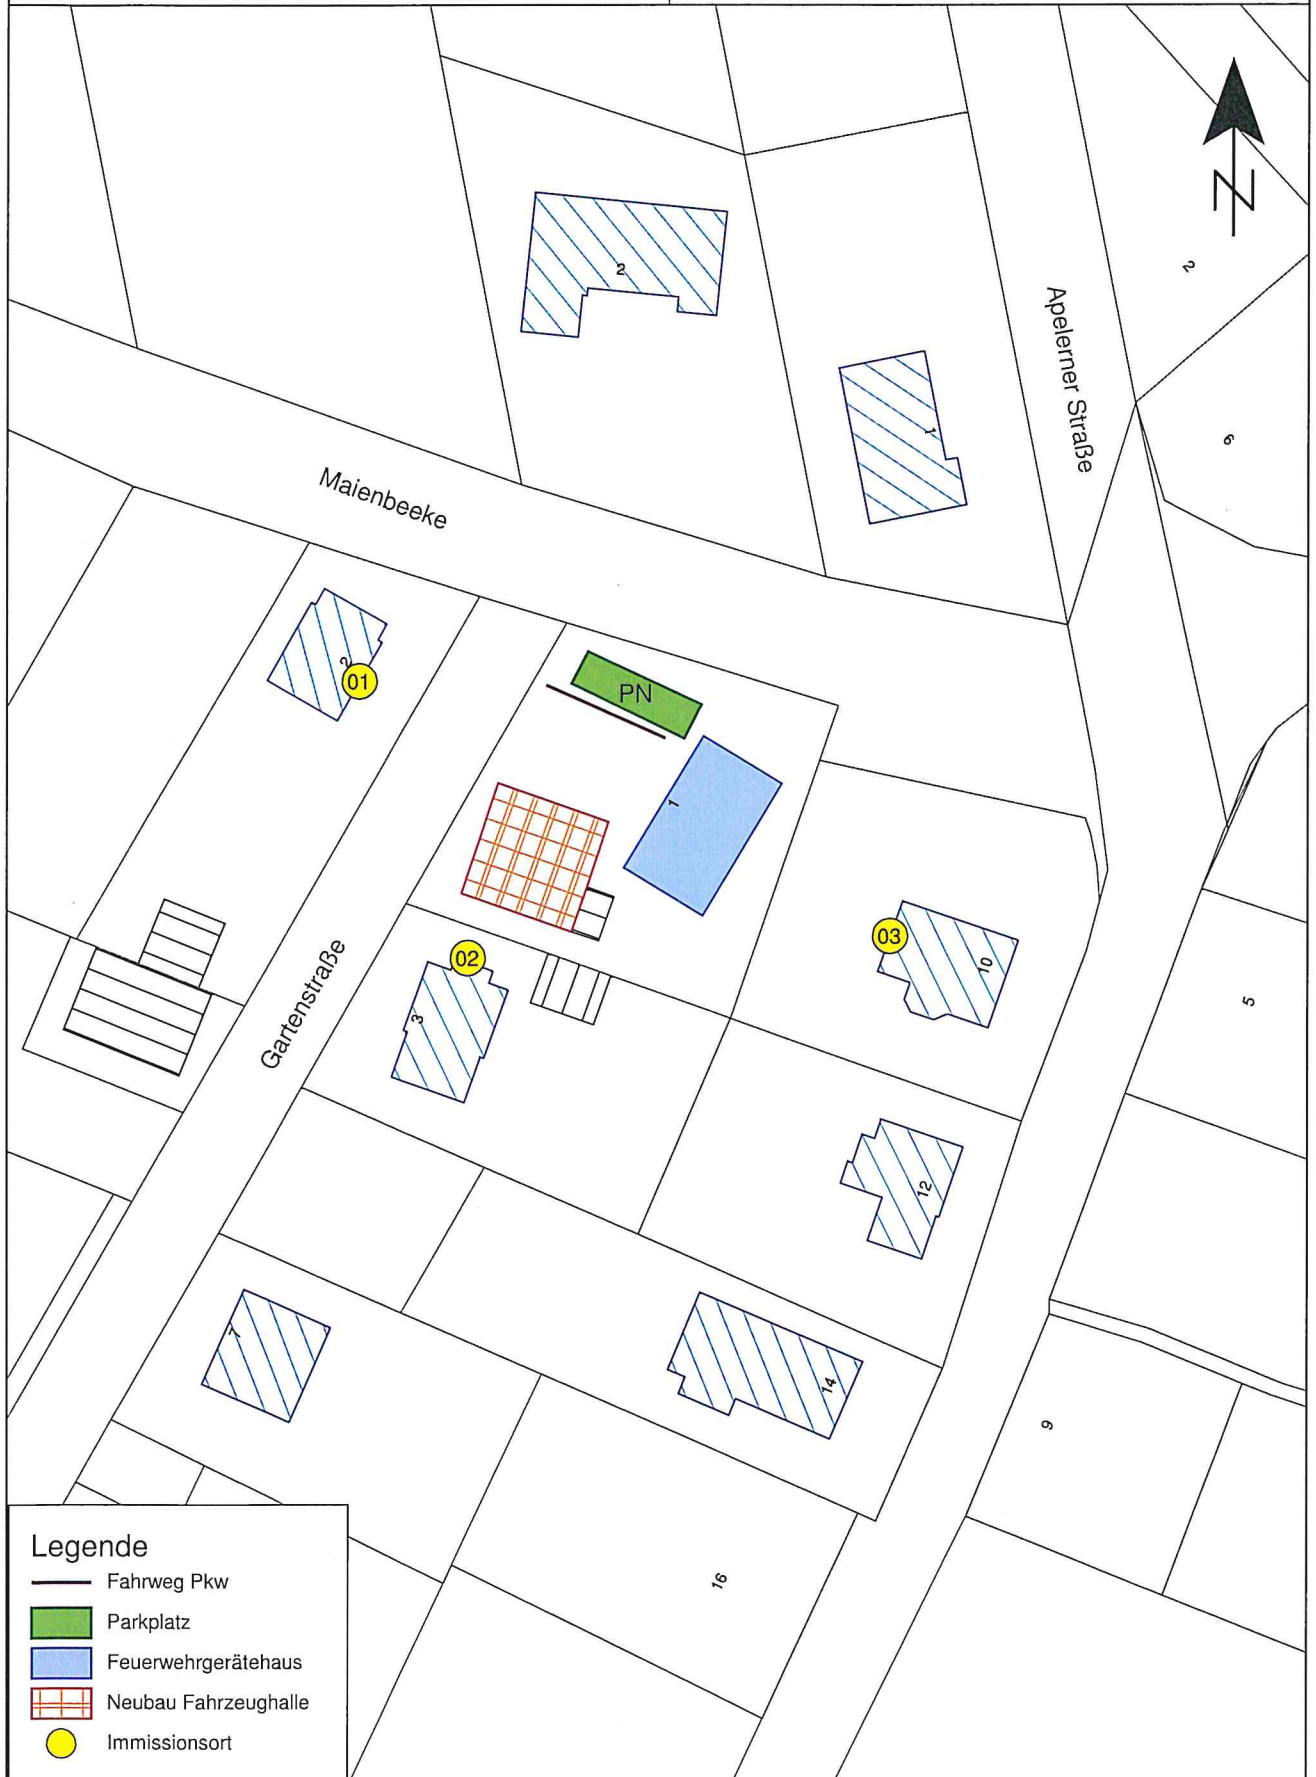 N
2
2
Apelerner Straße
1
6
Maienbeeke
2
01
PN
1
03
10
02
3
5
Gartenstraße
12
7
14
9
16
Legende
Fahrweg Pkw
Parkplatz
Feuerwehrgerätehaus
Neubau Fahrzeughalle
Immissionsort